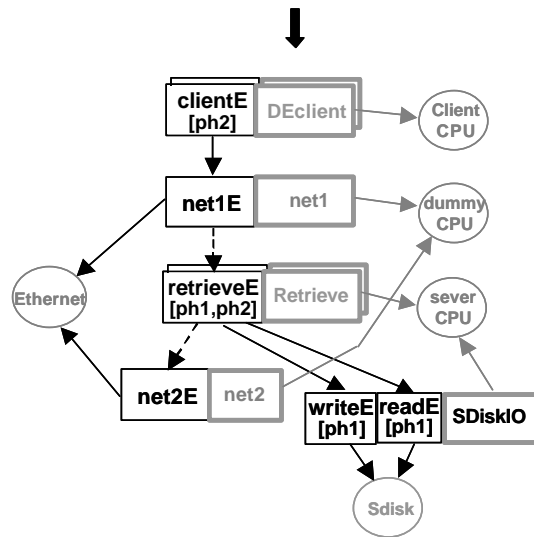 clientE
[ph2]
DEclient
Client
CPU
net1E
net1
dummy
CPU
Ethernet
retrieveE
[ph1,ph2]
Retrieve
sever
CPU
net2E
net2
writeE
[ph1]
readE
[ph1]
SDiskIO
Sdisk